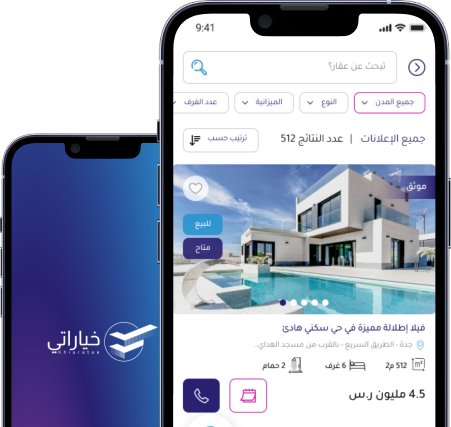 9:41
تبحث عن عقار؟
جميع المدن
النوع
الميزانية
عدد الغرف
جميع الإعلانات | عدد النتائج 512
ترتيب حسب
موثق
للبيع
متاح
فيلا إطلالة مميزة في حي سكني هادئ
جدة - الطريق السريع - بالقرب من مسجد الهداي..
512 م2
6 غرف
2 حمام
4.5 مليون ر.س
خياراتي
Khiaratee